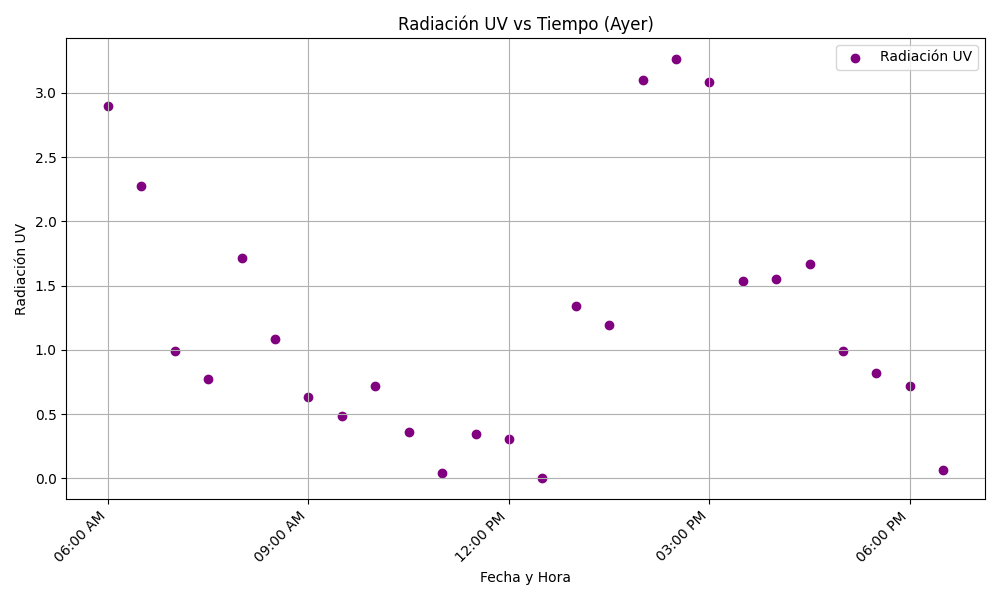 Radiación UV vs Tiempo (Ayer)
Radiación UV
3.0
2.5
2.0
1.5
1.0
0.5
0.0
Radiación UV
06:00 AM
09:00 AM
12:00 PM
03:00 PM
06:00 PM
Fecha y Hora